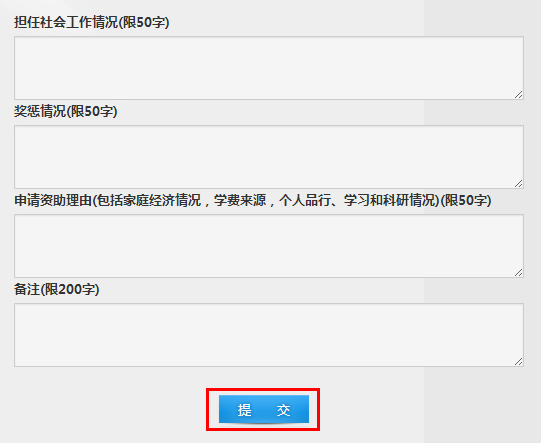 担任社会工作情况(限50字)
奖惩情况(限50字)
申请资助理由(包括家庭经济情况，学费来源，个人品行、学习和科研情况)(限50字)
备注(限200字)
提 交